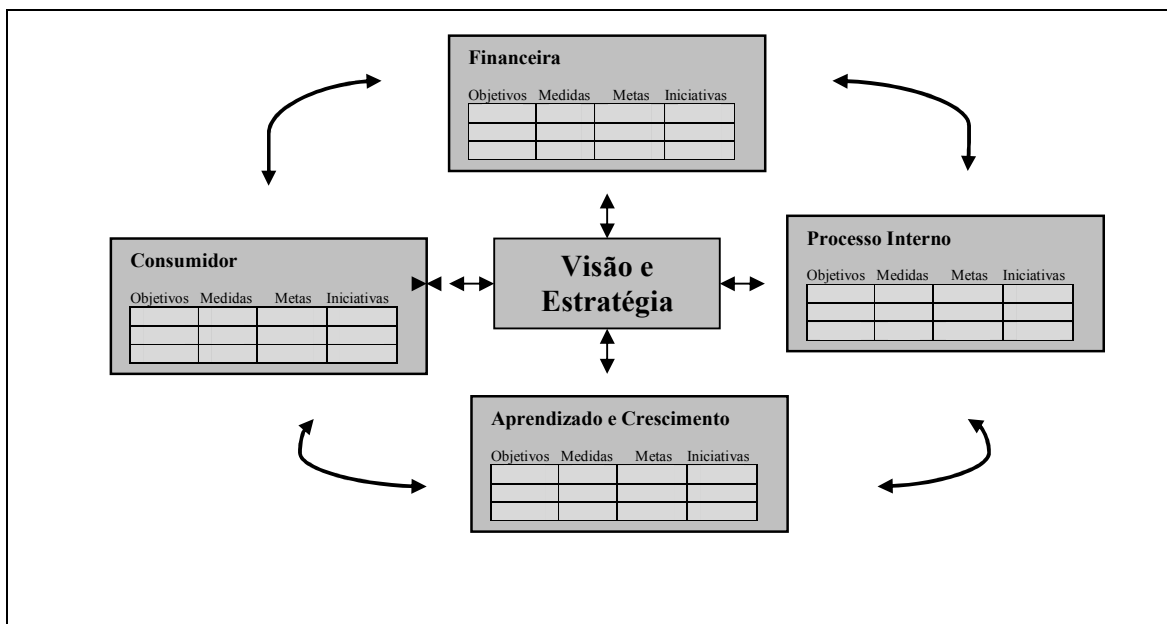 Financeira
Objetivos Medidas Metas Iniciativas
Consumidor
Objetivos Medidas Metas Iniciativas
Visão e
Estratégia
Processo Interno
Objetivos Medidas Metas Iniciativas
Aprendizado e Crescimento
Objetivos Medidas Metas Iniciativas